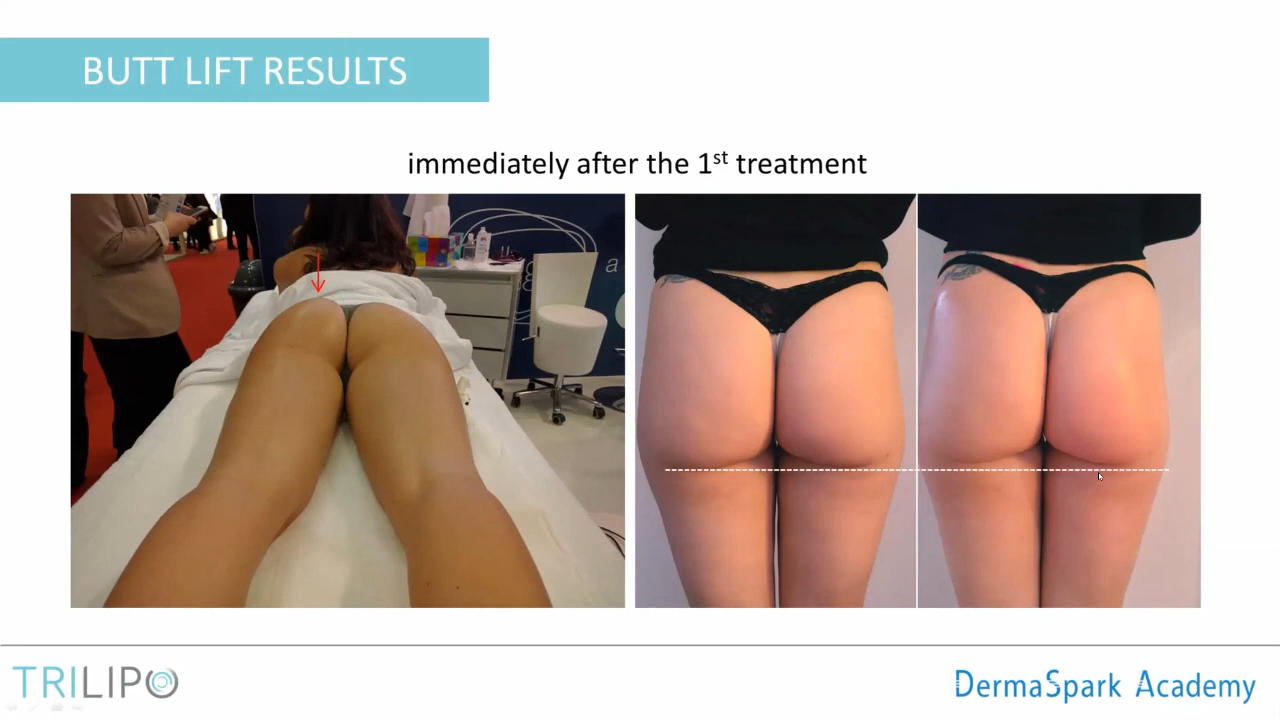 BUTT LIFT RESULTS
immediately after the 1st treatment
a
TRILIPO
DermaSpark Academy